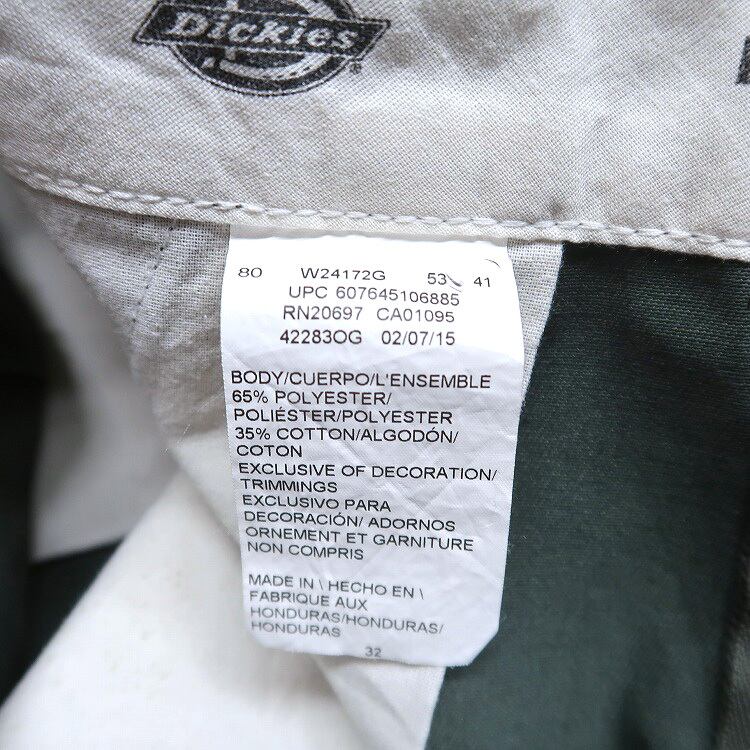 Dickies®
80 W24172G 53 41
UPC 607645106885
RN20697 CA01095
42283OG 02/07/15
BODY/CUERPO/L'ENSEMBLE
65% POLYESTER/
POLIÉSTER/POLYESTER
35% COTTON/ALGODÓN/
COTON
EXCLUSIVE OF DECORATION/
TRIMMINGS
EXCLUSIVO PARA
DECORACIÓN/ ADORNOS
ORNEMENT ET GARNITURE
NON COMPRIS
MADE IN \ HECHO EN \
FABRIQUE AUX
HONDURAS/HONDURAS/
HONDURAS
32